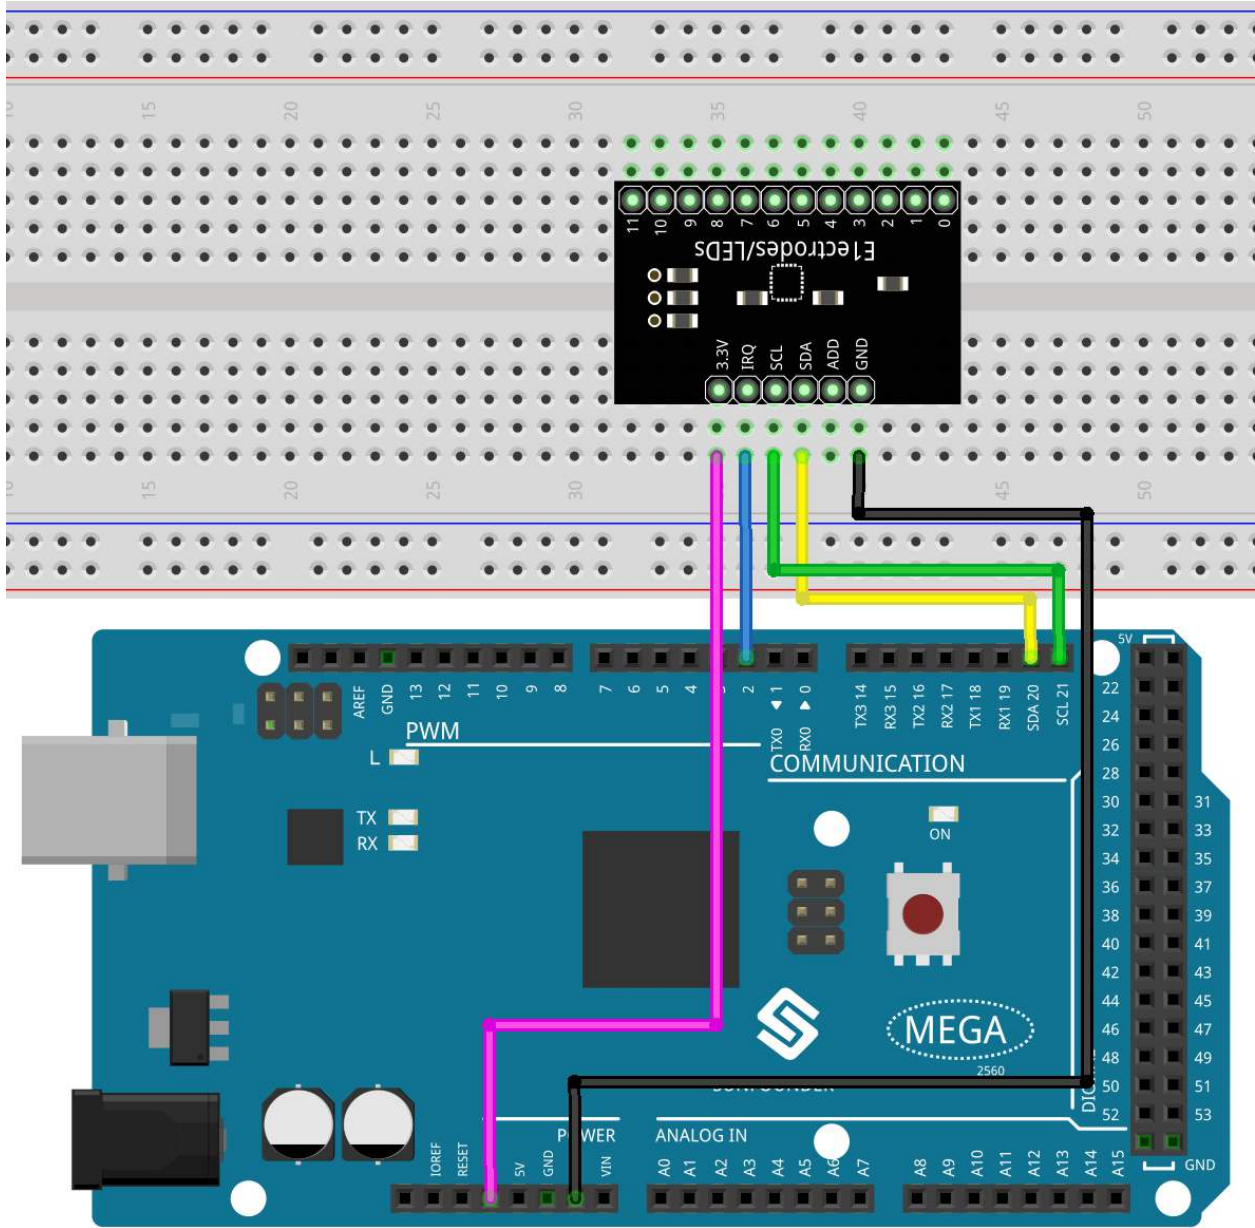 15 20 25 30 35 40 45 50
11 10 9 8 7 6 5 4 3 2 1 0
E1ectrodes/LEDs
3.3V IRQ SCL SDA ADD GND
15 20 25 30 45 50
5V
AREF GND 13 12 11 10 9 8
7 6 5 4 3 2 1 0
TX0 RX0
TX3 14 RX3 15 TX2 16 RX2 17 TX1 18 RX1 19 SDA 20 SCL 21
22
24
26
28
30 31
32 33
34 35
36 37
38 39
40 41
42 43
44 45
46 47
48 49
50 51
52 53
PWM
L
COMMUNICATION
TX
RX
ON
MEGA
2560
SUNFOUNDER
POWER
ANALOG IN
IOREF RESET 5V GND VIN
A0 A1 A2 A3 A4 A5 A6 A7
A8 A9 A10 A11 A12 A13 A14 A15
GND